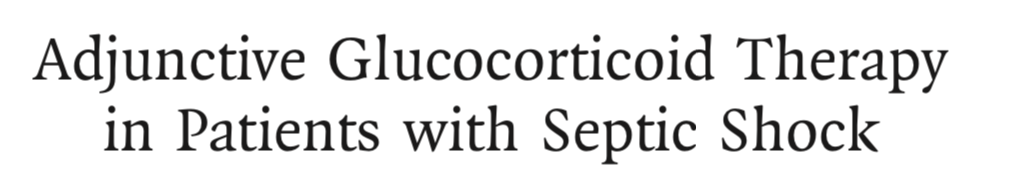 Adjunctive Glucocorticoid Therapy
in Patients with Septic Shock